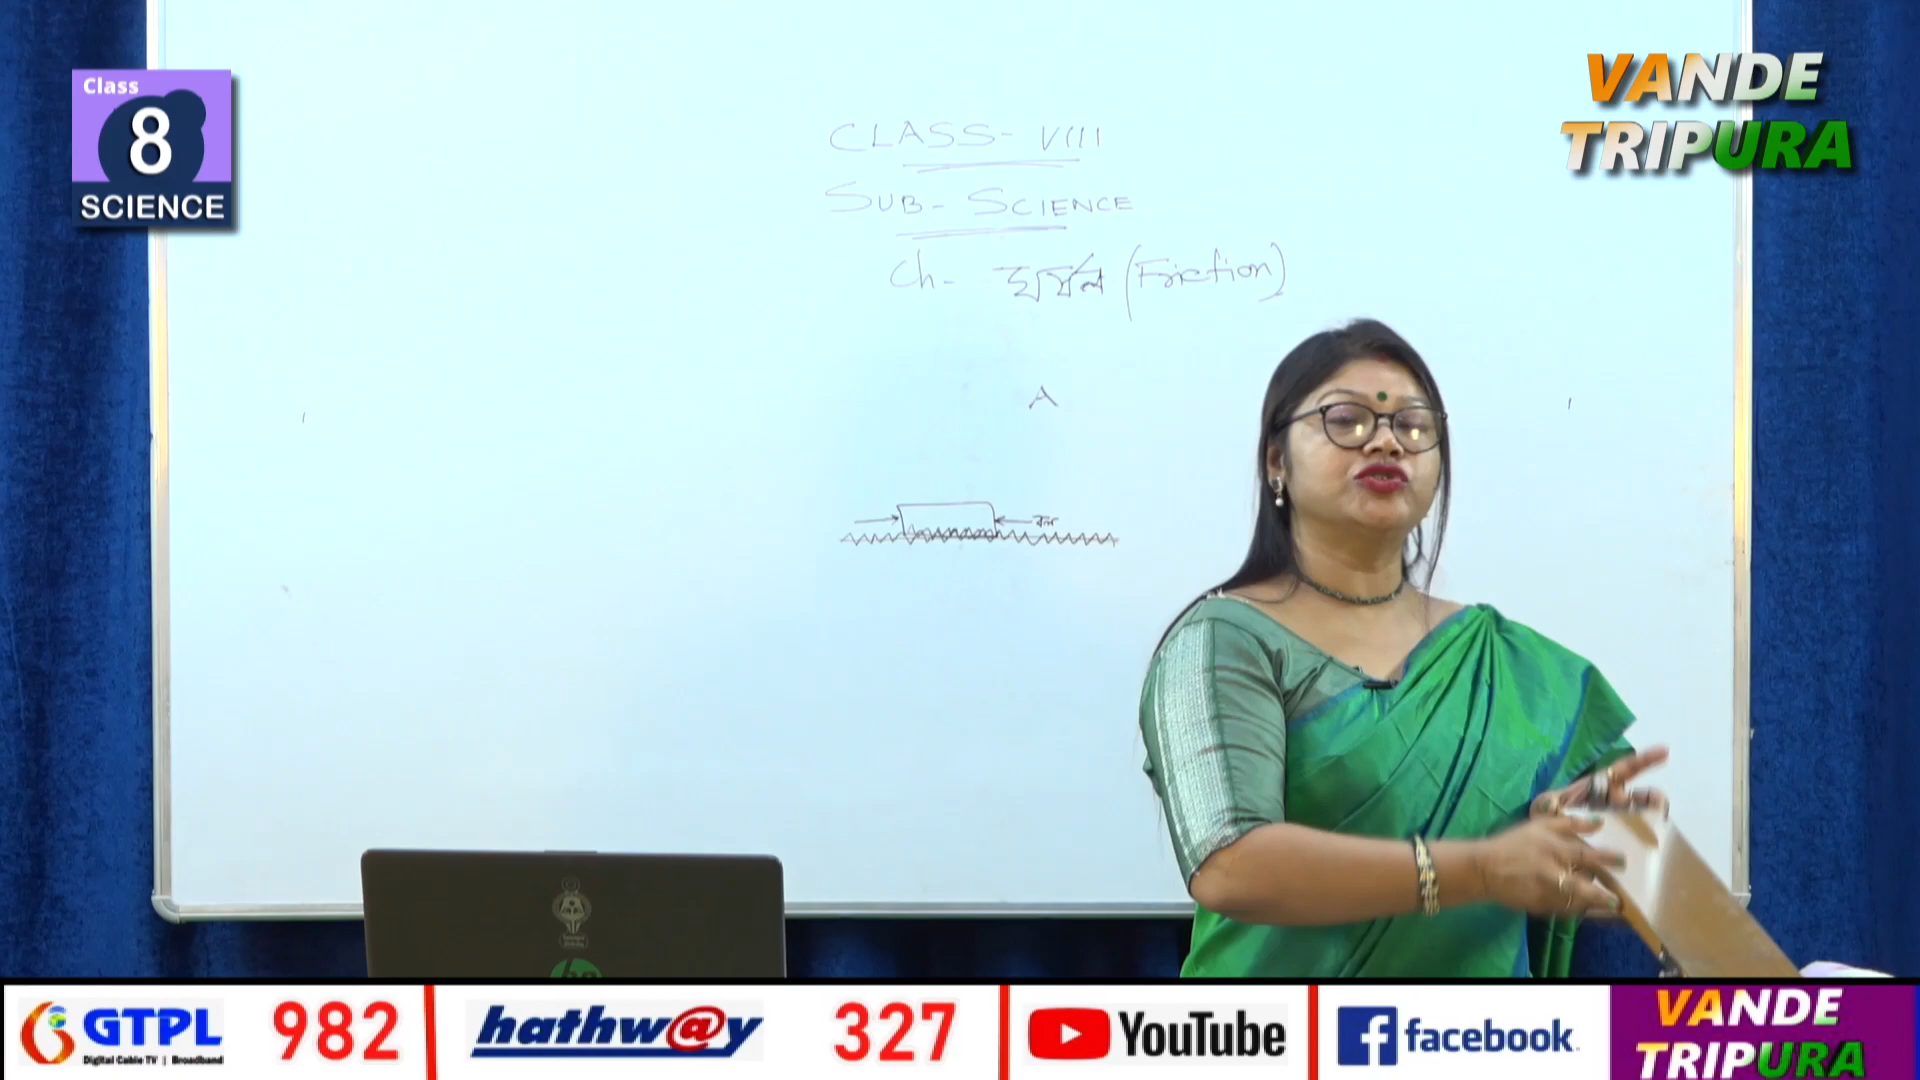 Class
8
SCIENCE
VANDE
TRIPURA
CLASS- VIII
SUB- SCIENCE
Ch- ঘর্ষণ (Friction)
A
বল
GTPL
Digital Cable TV | Broadband
982
hathw@y
327
YouTube
facebook
VANDE
TRIPURA